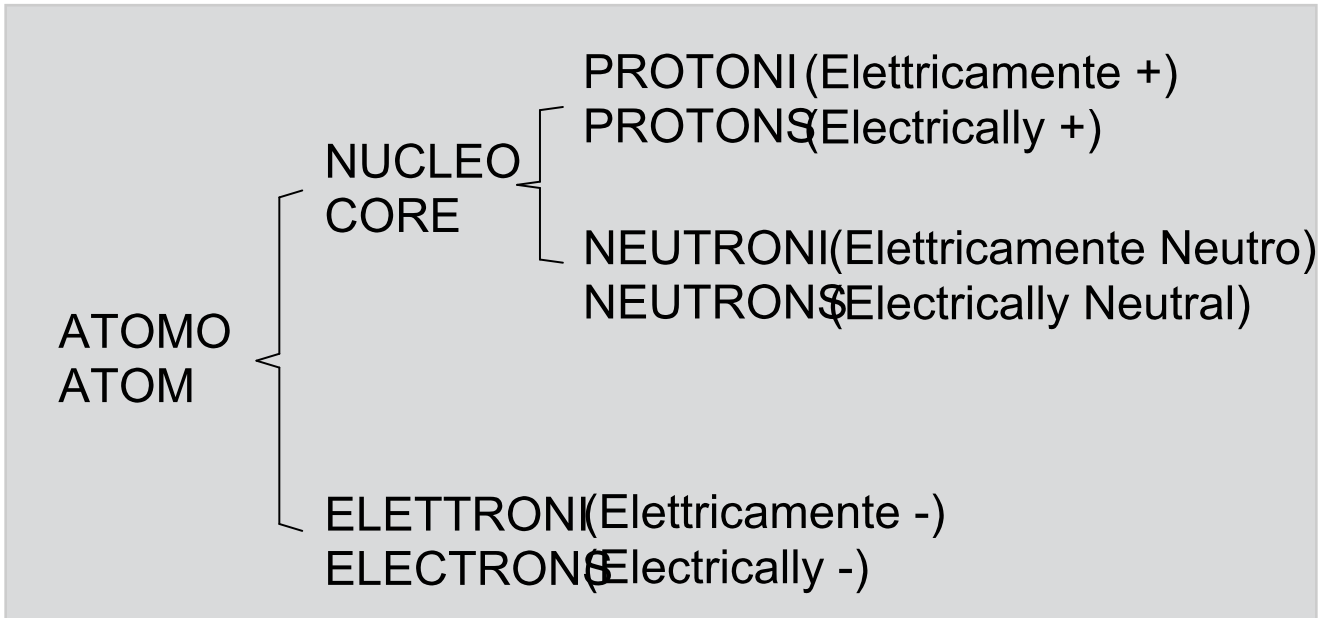 PROTONI (Elettricamente +)
PROTONS (Electrically +)
NUCLEO
CORE
NEUTRONI (Elettricamente Neutro)
NEUTRONS (Electrically Neutral)
ATOMO
ATOM
ELETTRONI (Elettricamente -)
ELECTRONS (Electrically -)